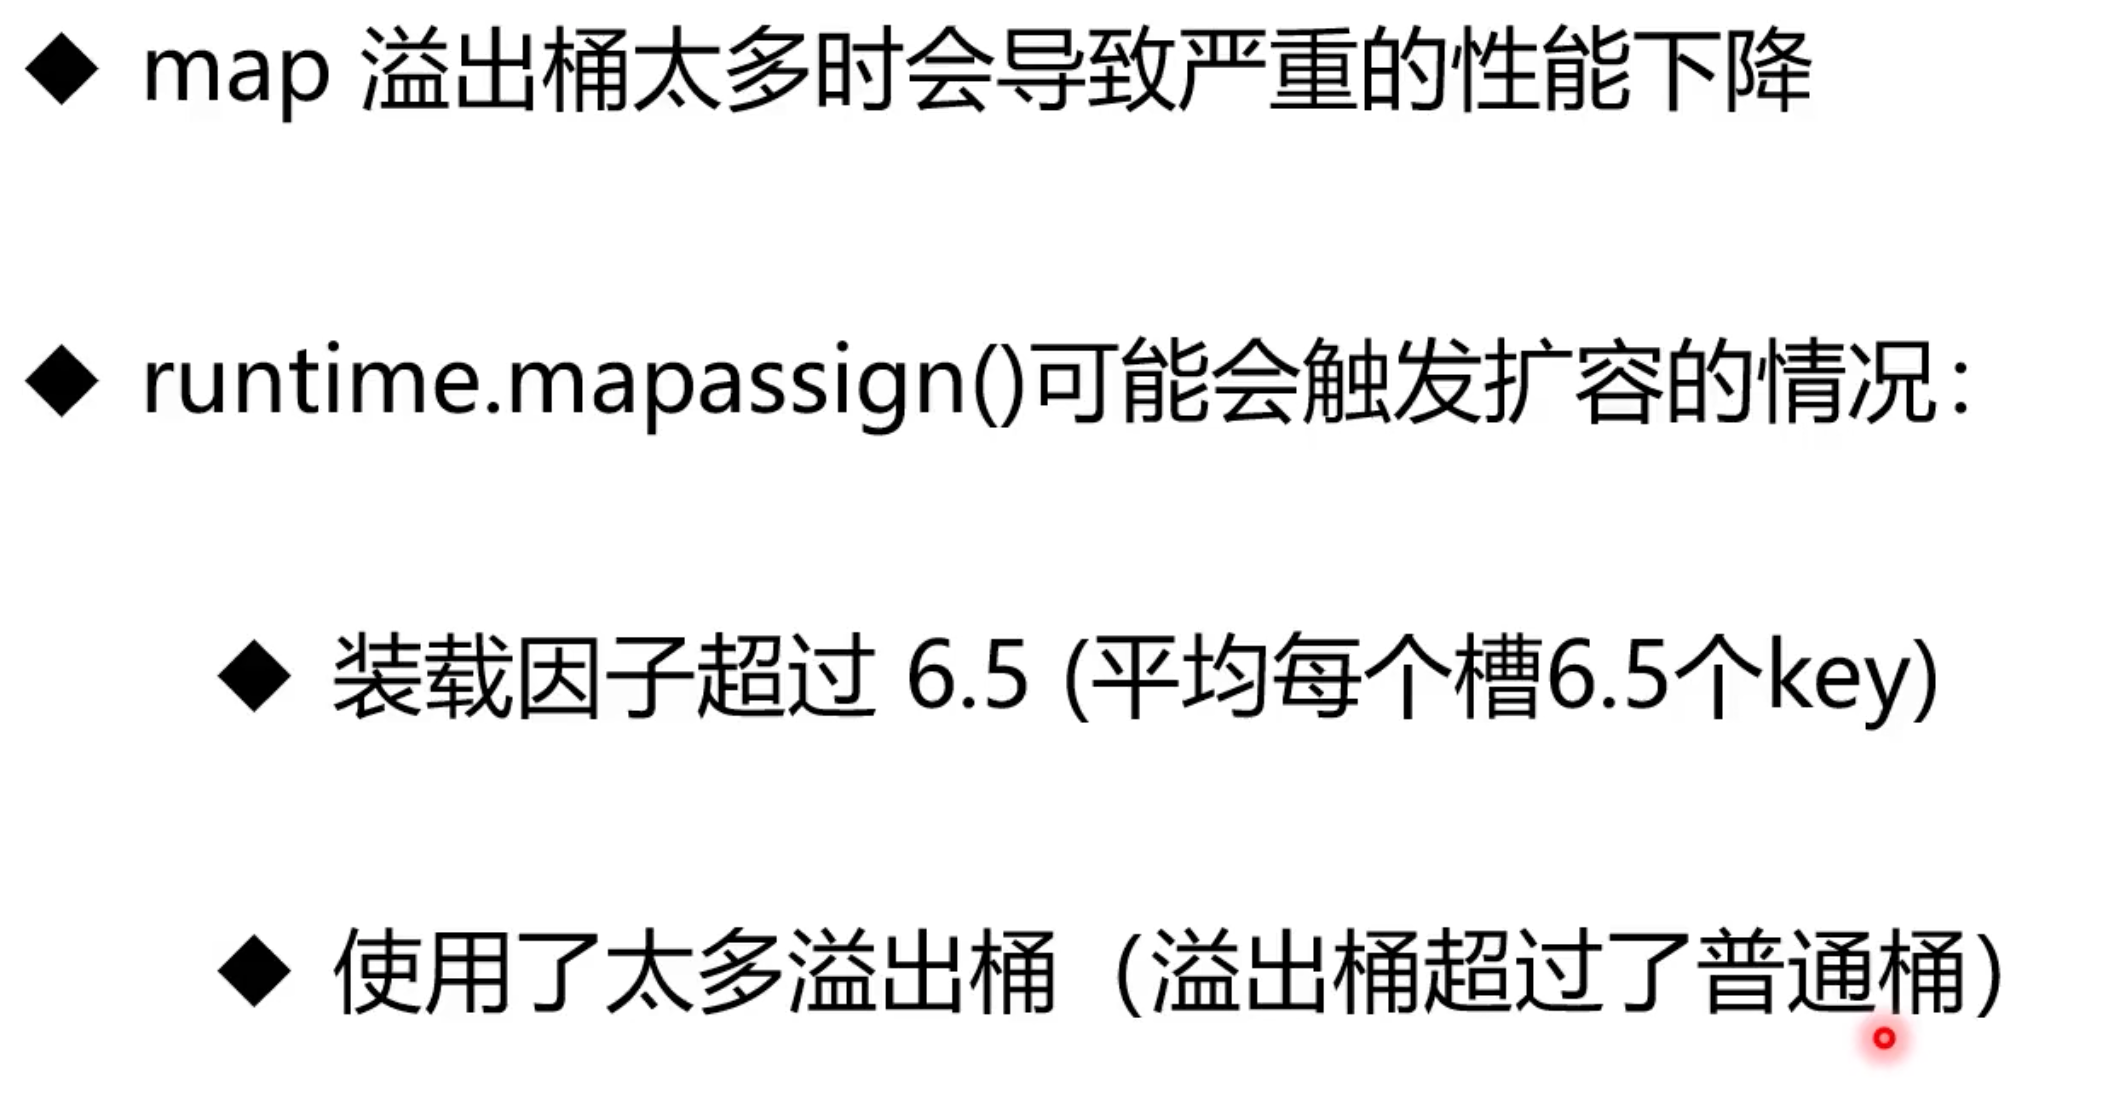 map 溢出桶太多时会导致严重的性能下降
runtime.mapassign()可能会触发扩容的情况：
装载因子超过 6.5 (平均每个槽6.5个key)
使用了太多溢出桶（溢出桶超过了普通桶）